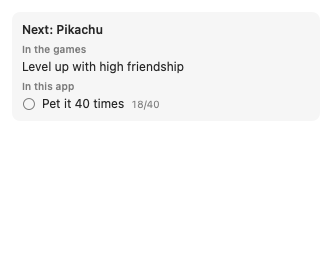 Next: Pikachu
In the games
Level up with high friendship
In this app
Pet it 40 times 18/40